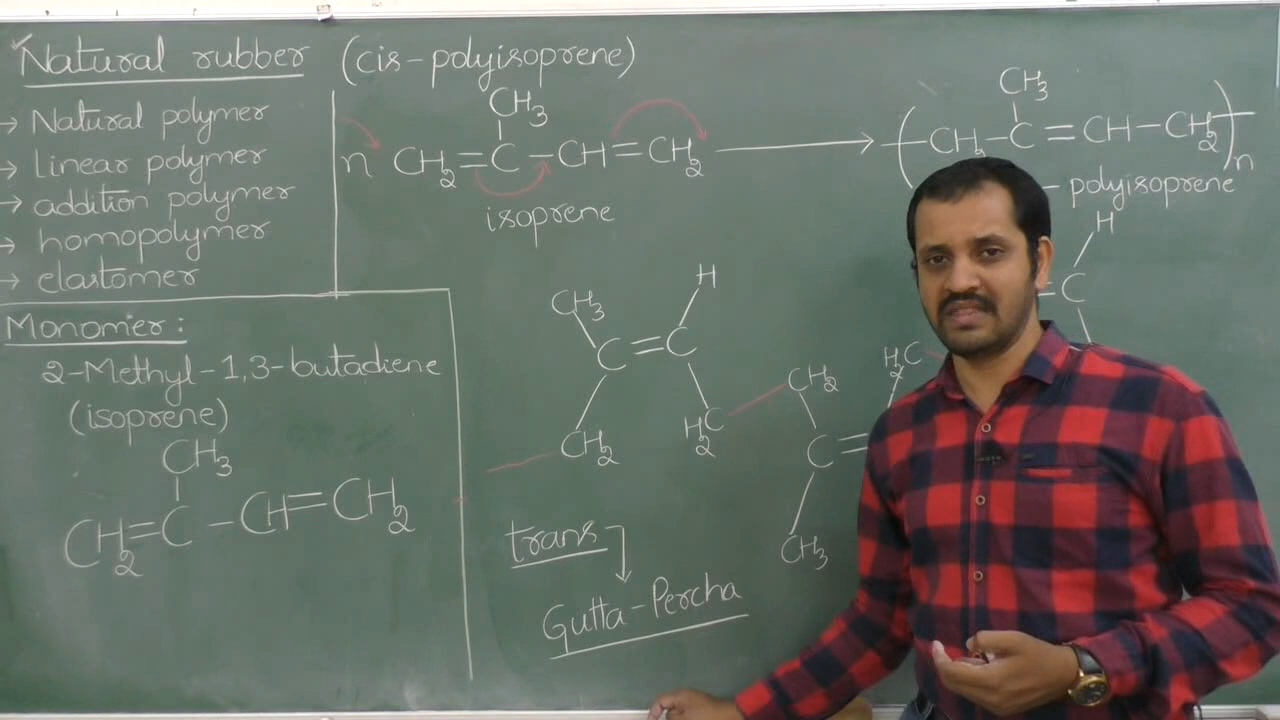 Natural rubber (cis-polyisoprene)
→ Natural polymer
→ linear polymer
→ addition polymer
→ homopolymer
→ elastomer
Monomer:
2-Methyl-1,3-butadiene
(isoprene)
CH3
CH2=C-CH=CH2
CH3
n CH2=C-CH=CH2 ⟶
isoprene
CH3
(-CH2-C=CH-CH2-)n
- polyisoprene
H
C
H
CH3
C=C
CH2
H2C
CH2
C=
CH3
H2C
trans
Gutta-Percha